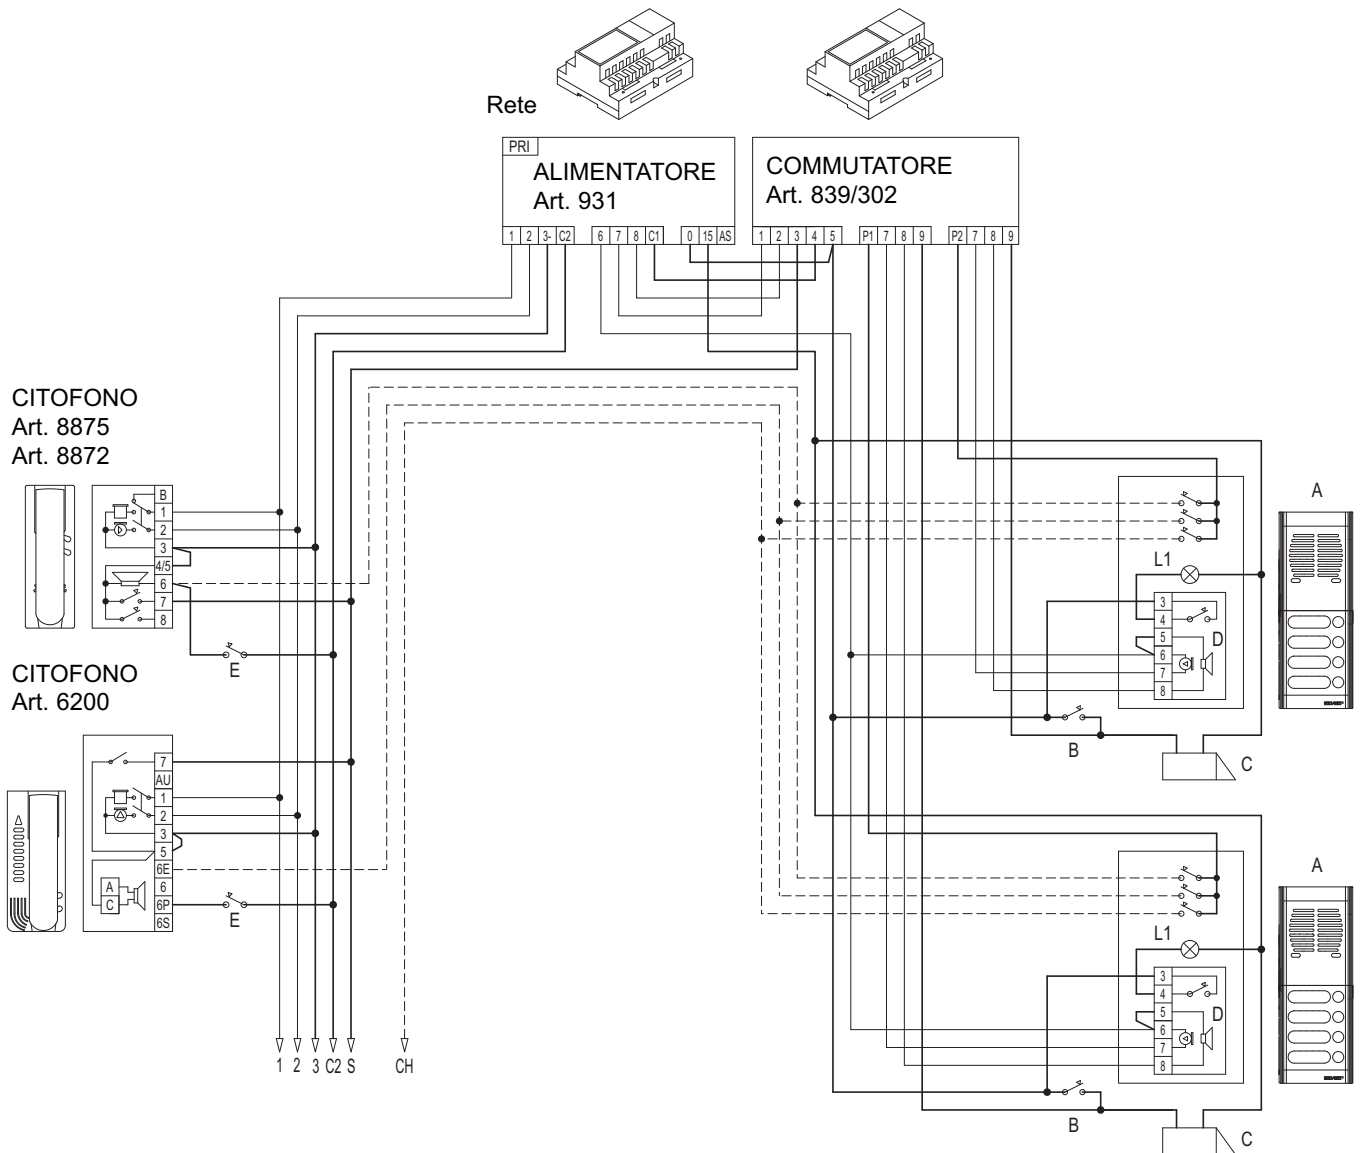 Rete
PRI
ALIMENTATORE
Art. 931
1 2 3- C2 6 7 8 C1 0 15 AS
COMMUTATORE
Art. 839/302
1 2 3 4 5 P1 7 8 9 P2 7 8 9
CITOFONO
Art. 8875
Art. 8872
B
1
2
3
4/5
6
7
8
E
CITOFONO
Art. 6200
7
AU
1
2
3
5
6E
6
6P
6S
A
C
E
1 2 3 C2 S CH
A
L1
3
4
5
6
7
8
D
B
C
A
L1
3
4
5
6
7
8
D
B
C